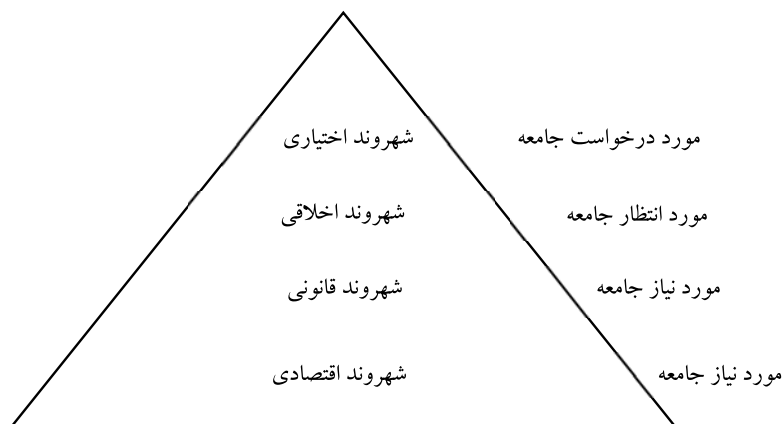 مورد درخواست جامعه
شهروند اختیاری
مورد انتظار جامعه
شهروند اخلاقی
مورد نیاز جامعه
شهروند قانونی
مورد نیاز جامعه
شهروند اقتصادی